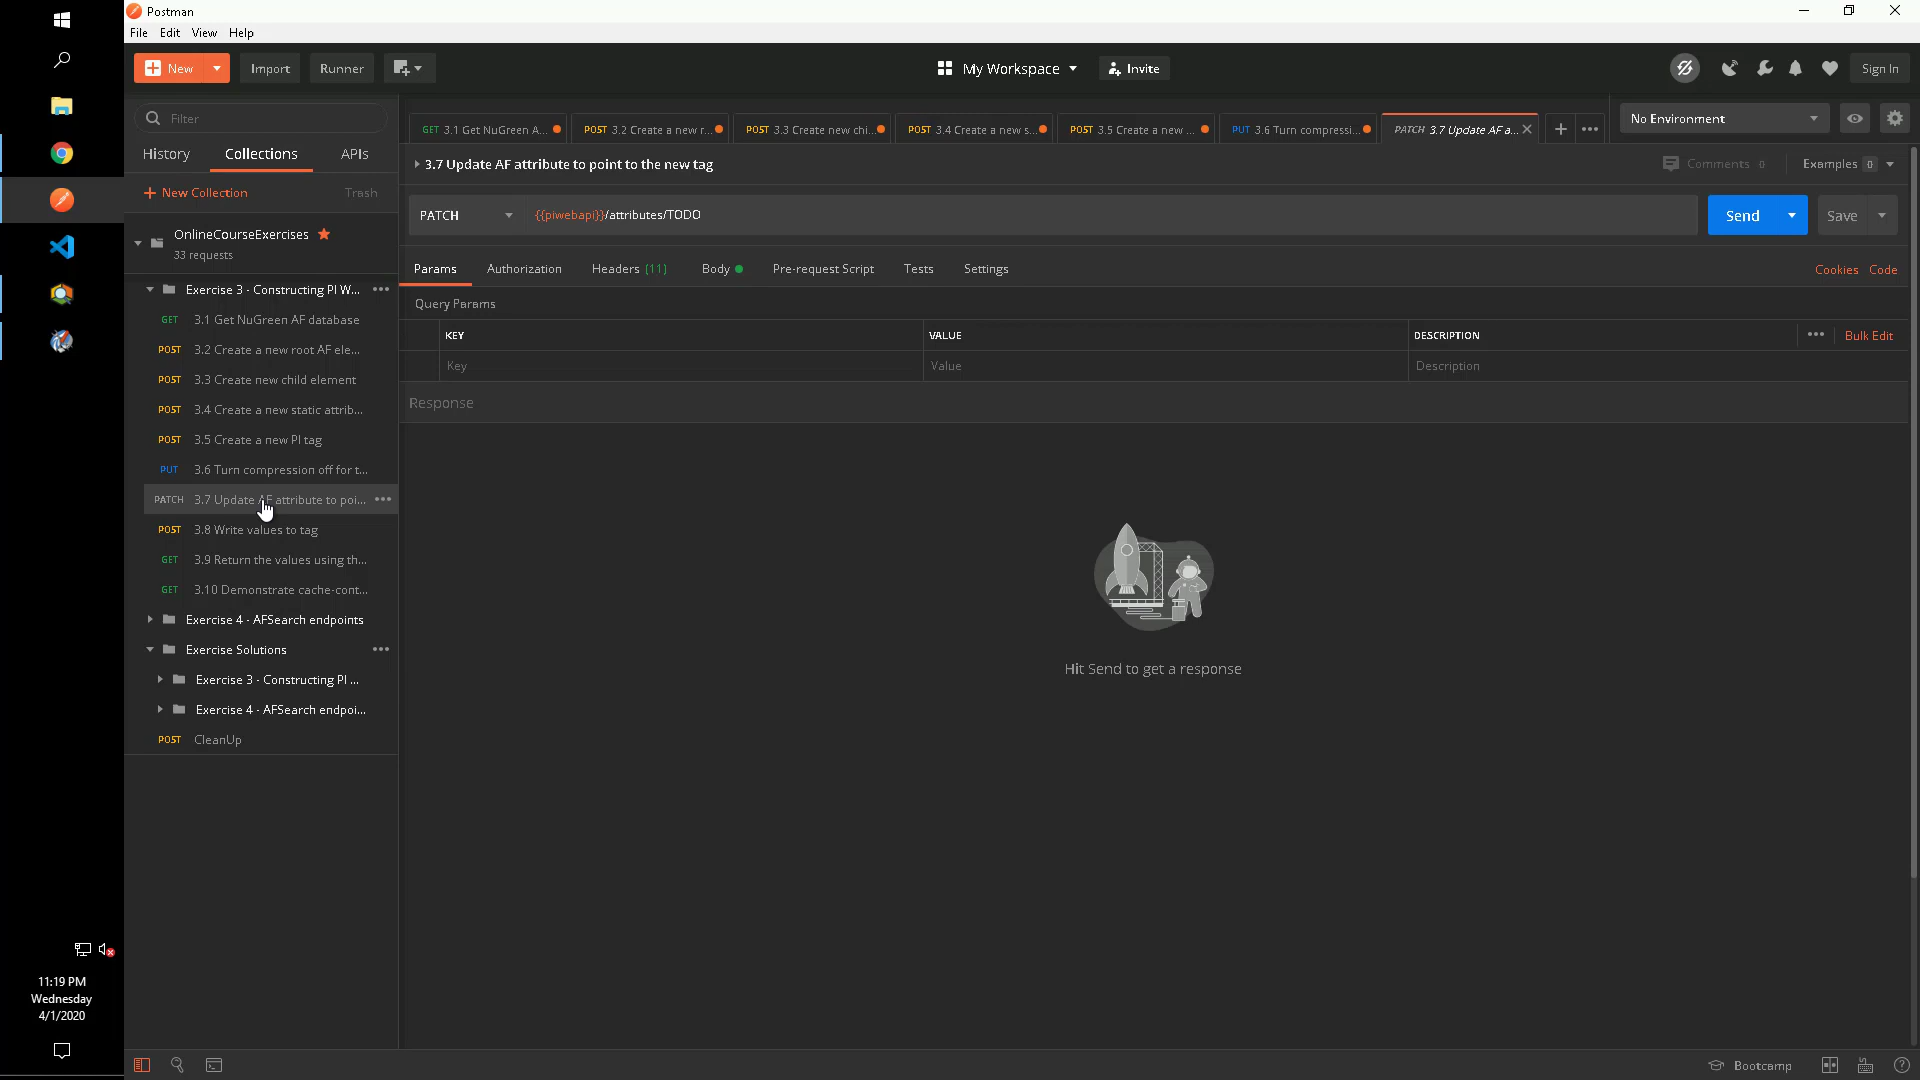 Postman
File Edit View Help
New Import Runner My Workspace Invite Sign In
Filter
History Collections APIs
New Collection Trash
OnlineCourseExercises
33 requests
Exercise 3 - Constructing PI W...
GET 3.1 Get NuGreen AF database
POST 3.2 Create a new root AF ele...
POST 3.3 Create new child element
POST 3.4 Create a new static attrib...
POST 3.5 Create a new PI tag
PUT 3.6 Turn compression off for t...
PATCH 3.7 Update AF attribute to poi...
POST 3.8 Write values to tag
GET 3.9 Return the values using th...
GET 3.10 Demonstrate cache-cont...
Exercise 4 - AFSearch endpoints
Exercise Solutions
Exercise 3 - Constructing PI ...
Exercise 4 - AFSearch endpoi...
POST CleanUp
GET 3.1 Get NuGreen A... POST 3.2 Create a new r... POST 3.3 Create new chi... POST 3.4 Create a new s... POST 3.5 Create a new ... PUT 3.6 Turn compressi... PATCH 3.7 Update AF a... No Environment
3.7 Update AF attribute to point to the new tag Comments 0 Examples 0
PATCH {{piwebapi}}/attributes/TODO Send Save
Params Authorization Headers (11) Body Pre-request Script Tests Settings Cookies Code
Query Params
KEY VALUE DESCRIPTION Bulk Edit
Key Value Description
Response
Hit Send to get a response
11:19 PM
Wednesday
4/1/2020
Bootcamp